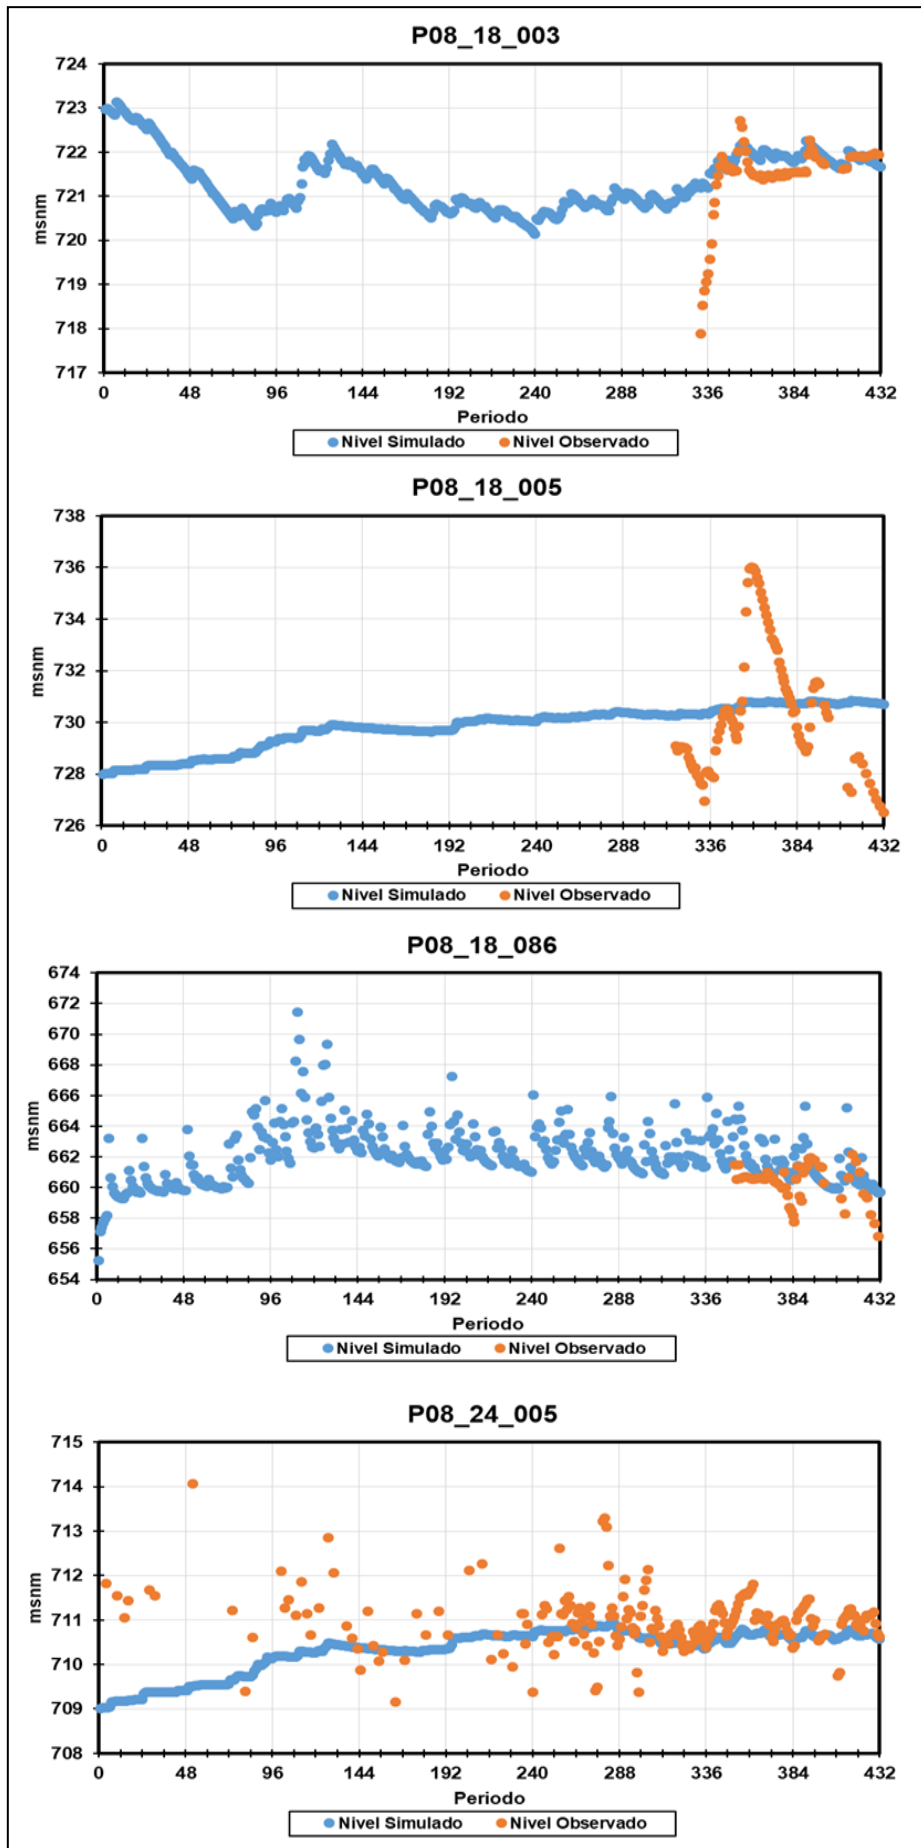 P08_18_003
724
723
722
721
720
719
718
717
msnm
0 48 96 144 192 240 288 336 384 432
Periodo
Nivel Simulado Nivel Observado
P08_18_005
738
736
734
732
730
728
726
msnm
0 48 96 144 192 240 288 336 384 432
Periodo
Nivel Simulado Nivel Observado
P08_18_086
674
672
670
668
666
664
662
660
658
656
654
msnm
0 48 96 144 192 240 288 336 384 432
Periodo
Nivel Simulado Nivel Observado
P08_24_005
715
714
713
712
711
710
709
708
msnm
0 48 96 144 192 240 288 336 384 432
Periodo
Nivel Simulado Nivel Observado